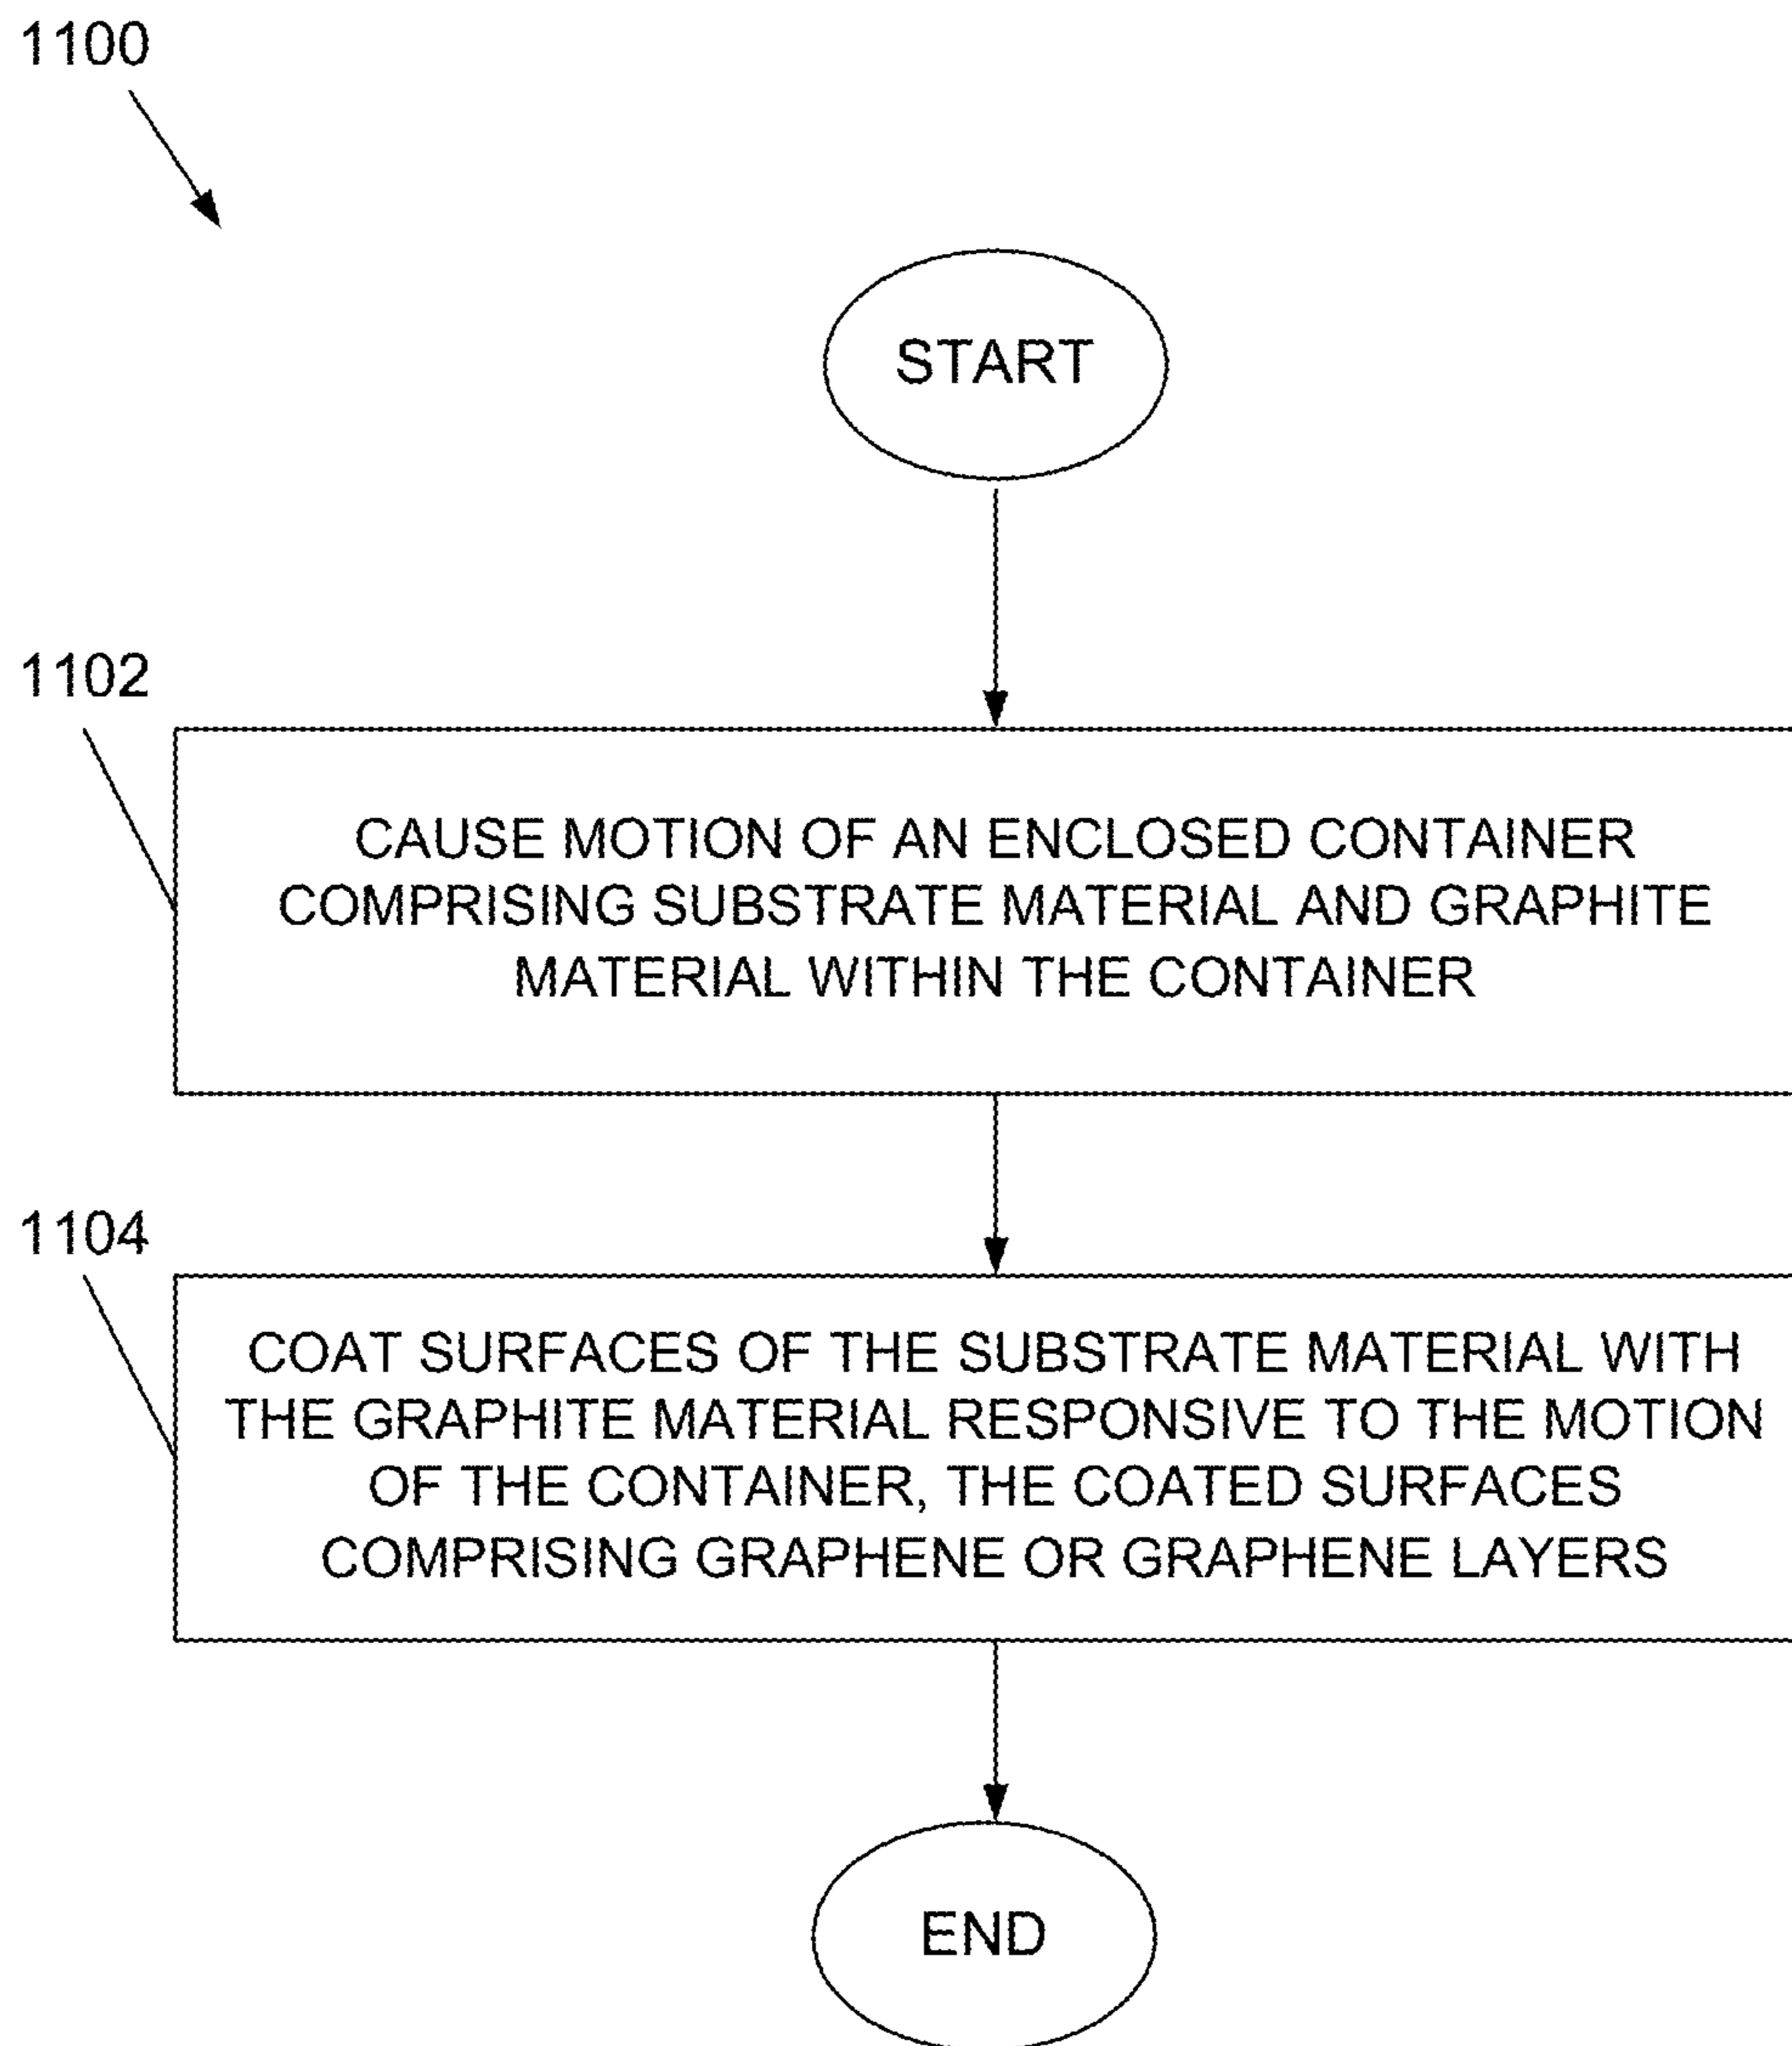 1100
START
1102
CAUSE MOTION OF AN ENCLOSED CONTAINER
COMPRISING SUBSTRATE MATERIAL AND GRAPHITE
MATERIAL WITHIN THE CONTAINER
1104
COAT SURFACES OF THE SUBSTRATE MATERIAL WITH
THE GRAPHITE MATERIAL RESPONSIVE TO THE MOTION
OF THE CONTAINER, THE COATED SURFACES
COMPRISING GRAPHENE OR GRAPHENE LAYERS
END